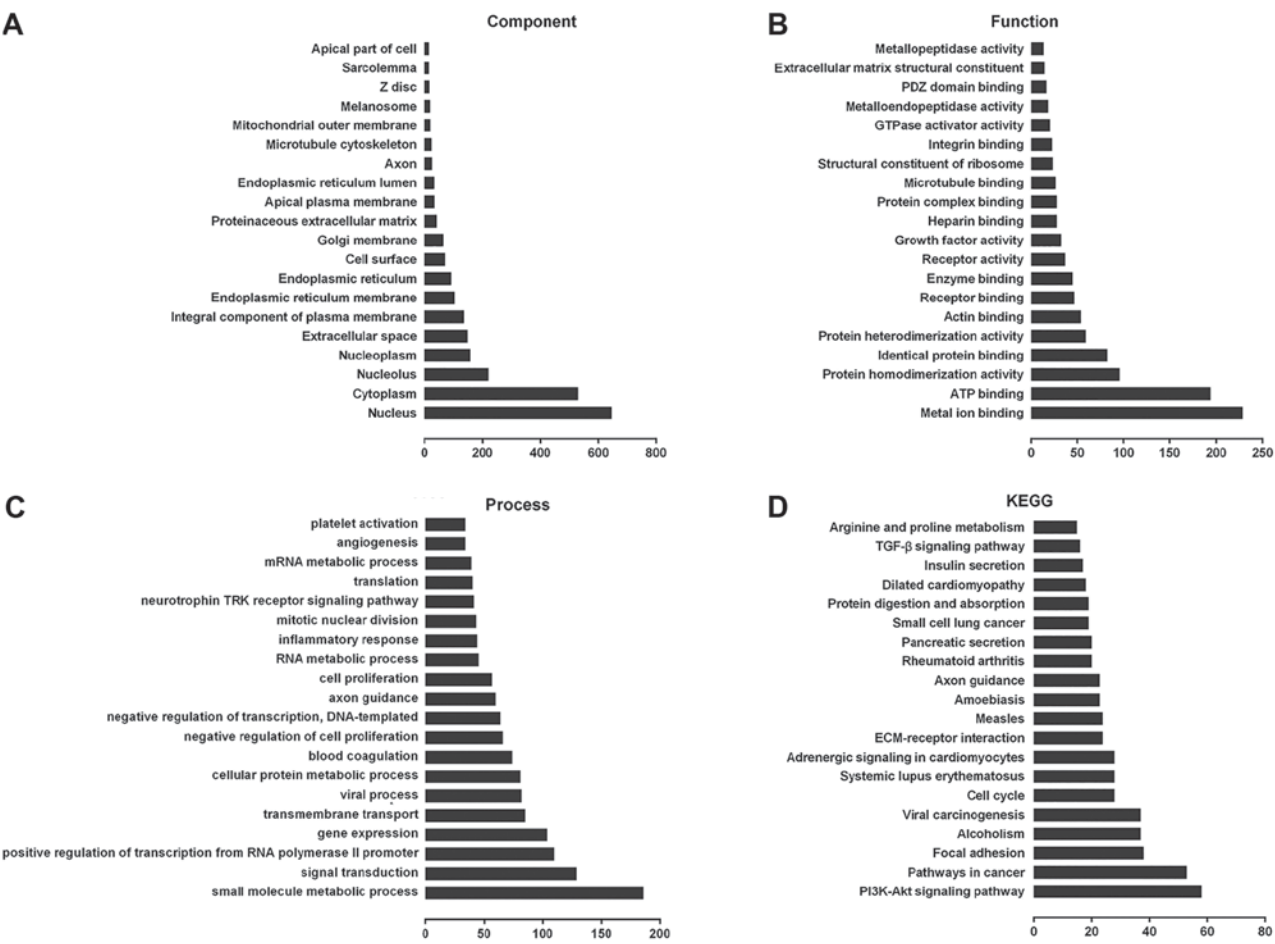 A
Component
Apical part of cell
Sarcolemma
Z disc
Melanosome
Mitochondrial outer membrane
Microtubule cytoskeleton
Axon
Endoplasmic reticulum lumen
Apical plasma membrane
Proteinaceous extracellular matrix
Golgi membrane
Cell surface
Endoplasmic reticulum
Endoplasmic reticulum membrane
Integral component of plasma membrane
Extracellular space
Nucleoplasm
Nucleolus
Cytoplasm
Nucleus
0 200 400 600 800
B
Function
Metallopeptidase activity
Extracellular matrix structural constituent
PDZ domain binding
Metalloendopeptidase activity
GTPase activator activity
Integrin binding
Structural constituent of ribosome
Microtubule binding
Protein complex binding
Heparin binding
Growth factor activity
Receptor activity
Enzyme binding
Receptor binding
Actin binding
Protein heterodimerization activity
Identical protein binding
Protein homodimerization activity
ATP binding
Metal ion binding
0 50 100 150 200 250
C
Process
platelet activation
angiogenesis
mRNA metabolic process
translation
neurotrophin TRK receptor signaling pathway
mitotic nuclear division
inflammatory response
RNA metabolic process
cell proliferation
axon guidance
negative regulation of transcription, DNA-templated
negative regulation of cell proliferation
blood coagulation
cellular protein metabolic process
viral process
transmembrane transport
gene expression
positive regulation of transcription from RNA polymerase II promoter
signal transduction
small molecule metabolic process
0 50 100 150 200
D
KEGG
Arginine and proline metabolism
TGF-β signaling pathway
Insulin secretion
Dilated cardiomyopathy
Protein digestion and absorption
Small cell lung cancer
Pancreatic secretion
Rheumatoid arthritis
Axon guidance
Amoebiasis
Measles
ECM-receptor interaction
Adrenergic signaling in cardiomyocytes
Systemic lupus erythematosus
Cell cycle
Viral carcinogenesis
Alcoholism
Focal adhesion
Pathways in cancer
PI3K-Akt signaling pathway
0 20 40 60 80